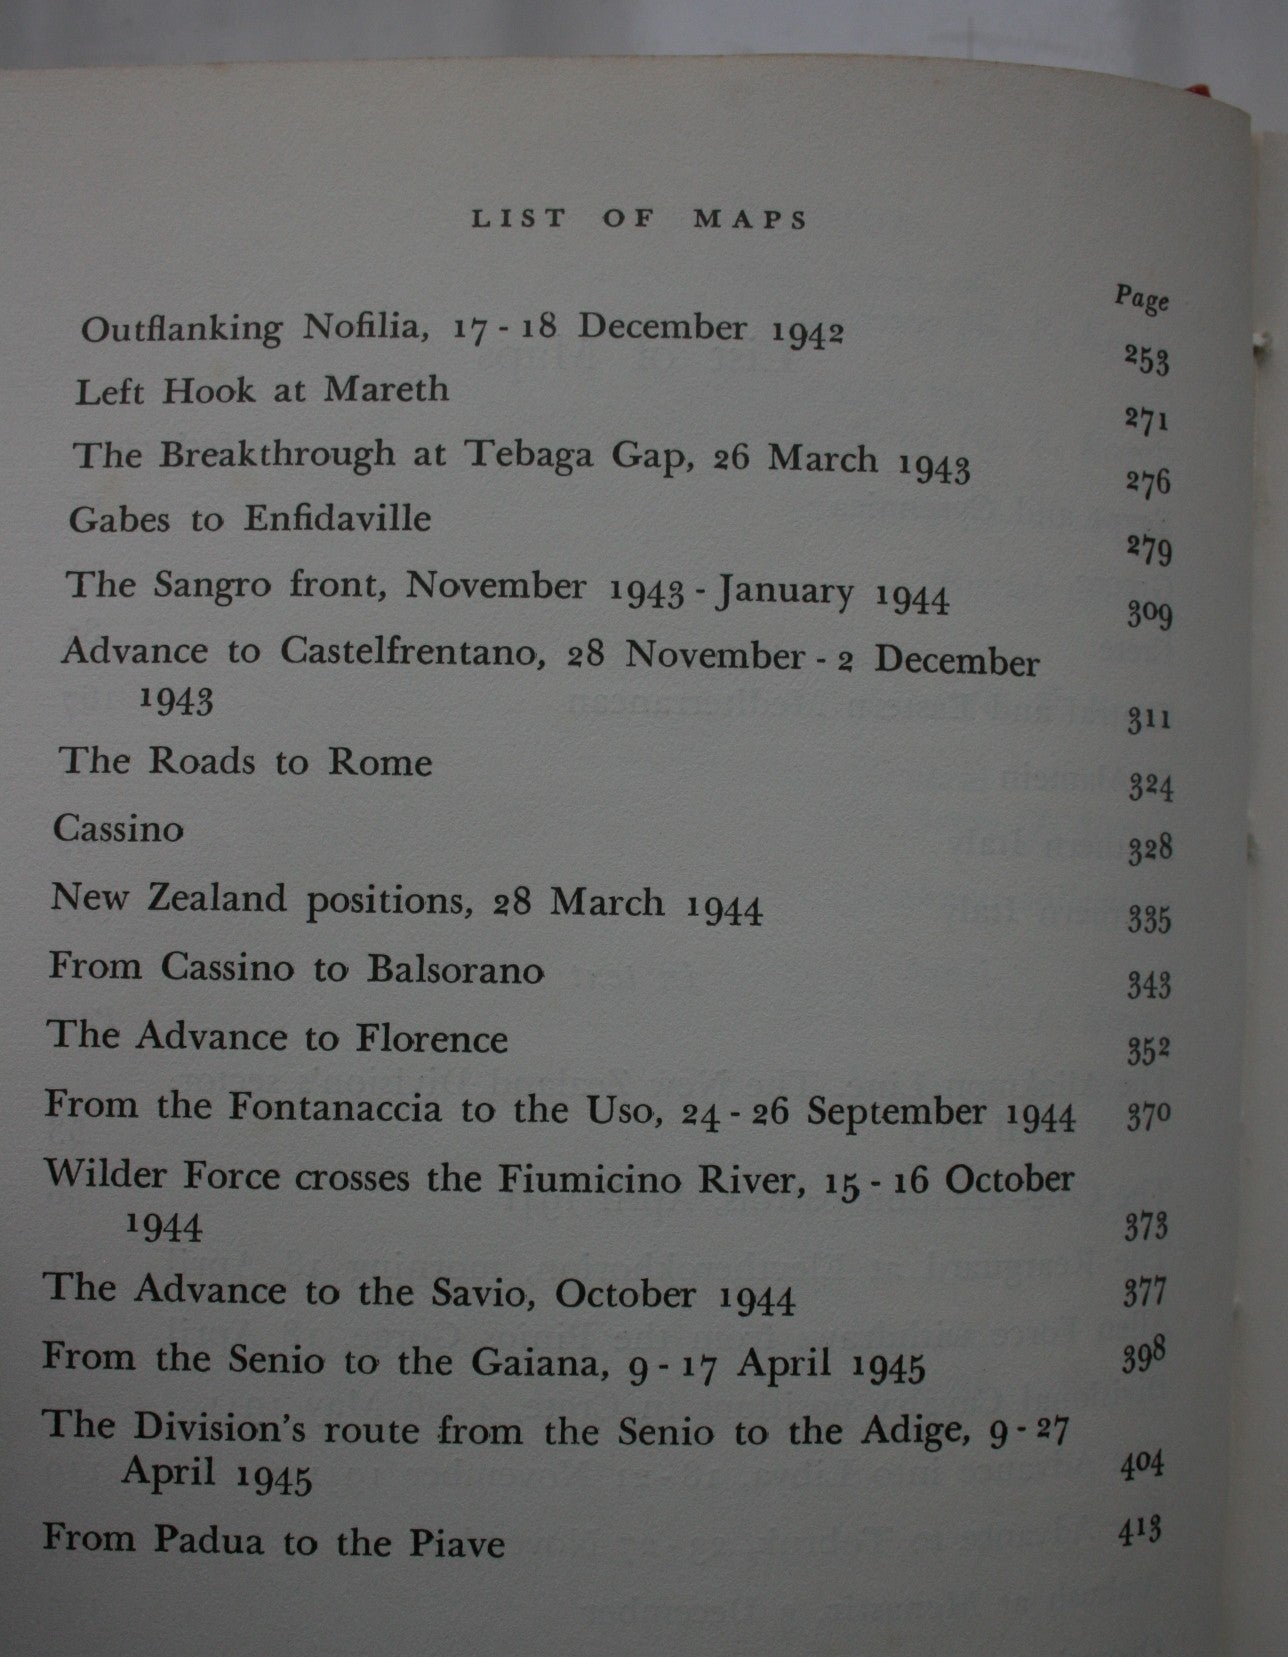 LIST OF MAPS
Page
Outflanking Nofilia, 17 - 18 December 1942 253
Left Hook at Mareth 271
The Breakthrough at Tebaga Gap, 26 March 1943 276
Gabes to Enfidaville 279
The Sangro front, November 1943 - January 1944 309
Advance to Castelfrentano, 28 November - 2 December
1943 311
The Roads to Rome 324
Cassino 328
New Zealand positions, 28 March 1944 335
From Cassino to Balsorano 343
The Advance to Florence 352
From the Fontanaccia to the Uso, 24 - 26 September 1944 370
Wilder Force crosses the Fiumicino River, 15 - 16 October
1944 373
The Advance to the Savio, October 1944 377
From the Senio to the Gaiana, 9 - 17 April 1945 398
The Division's route from the Senio to the Adige, 9 - 27
April 1945 404
From Padua to the Piave 413